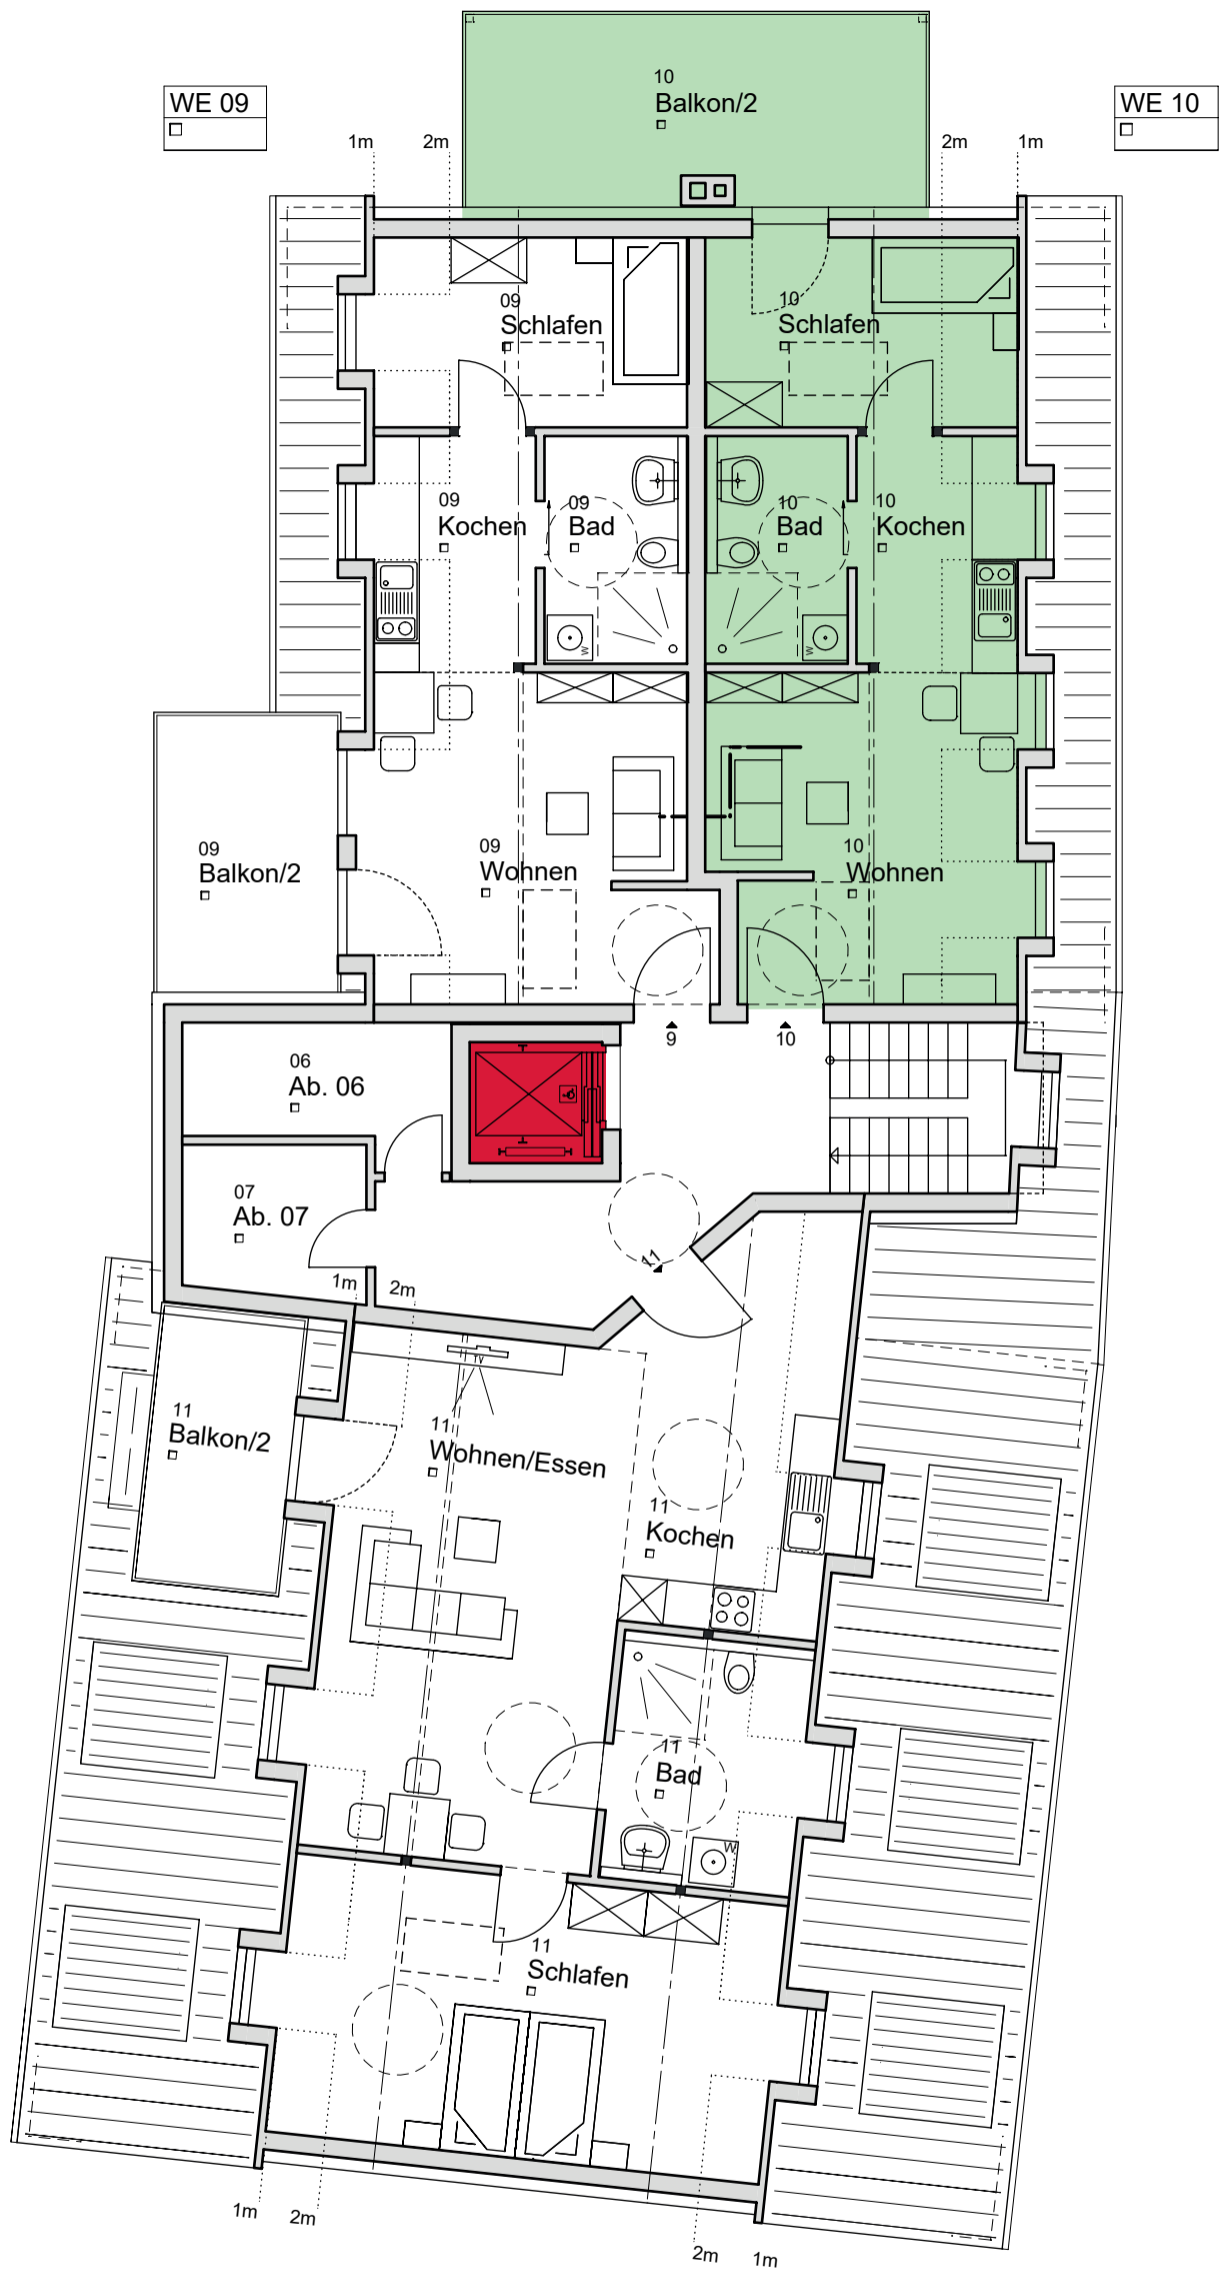 10
Balkon/2
WE 09
WE 10
1m
2m
2m
1m
09
Schlafen
10
Schlafen
09
Kochen
09
Bad
10
Bad
10
Kochen
W
W
09
Wohnen
10
Wohnen
09
Balkon/2
9
10
06
Ab. 06
07
Ab. 07
11
1m
2m
TV
11
Balkon/2
11
Wohnen/Essen
11
Kochen
11
Bad
W
11
Schlafen
1m
2m
2m
1m